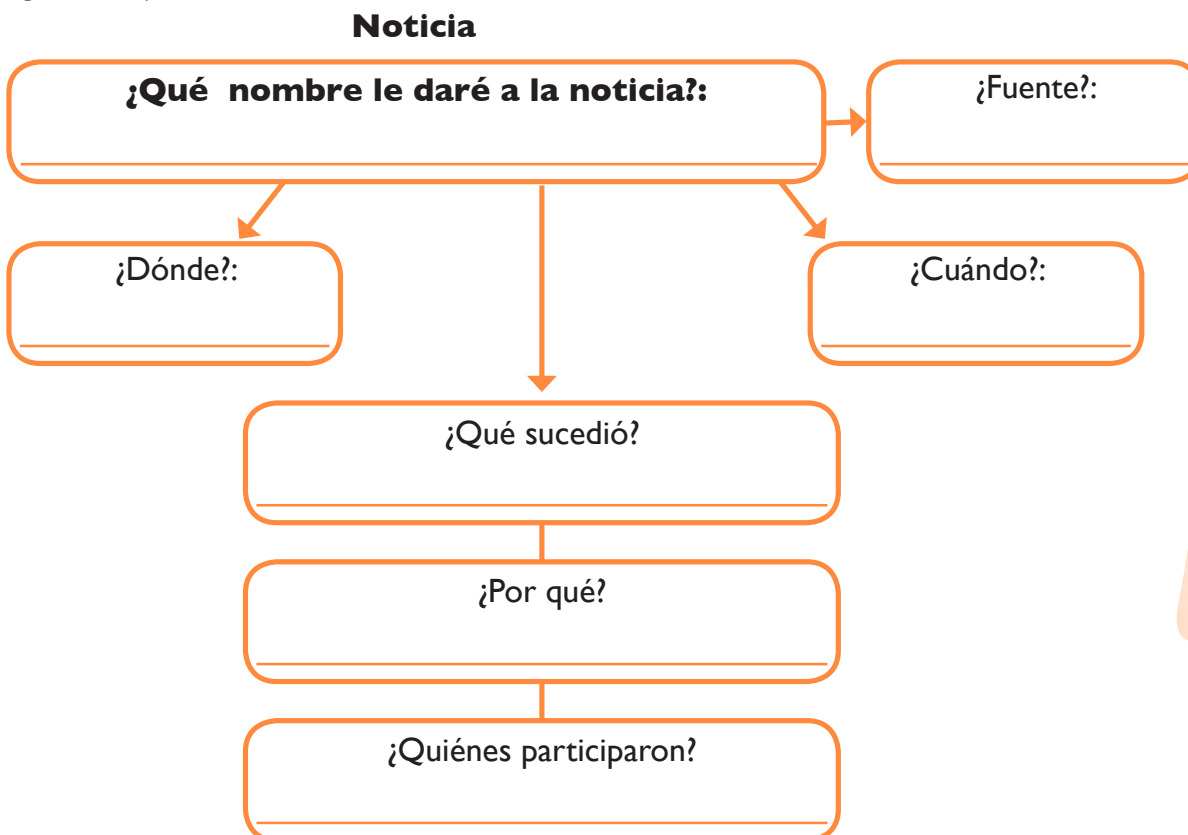 Noticia
¿Qué nombre le daré a la noticia?:
¿Fuente?:
¿Dónde?:
¿Cuándo?:
¿Qué sucedió?
¿Por qué?
¿Quiénes participaron?